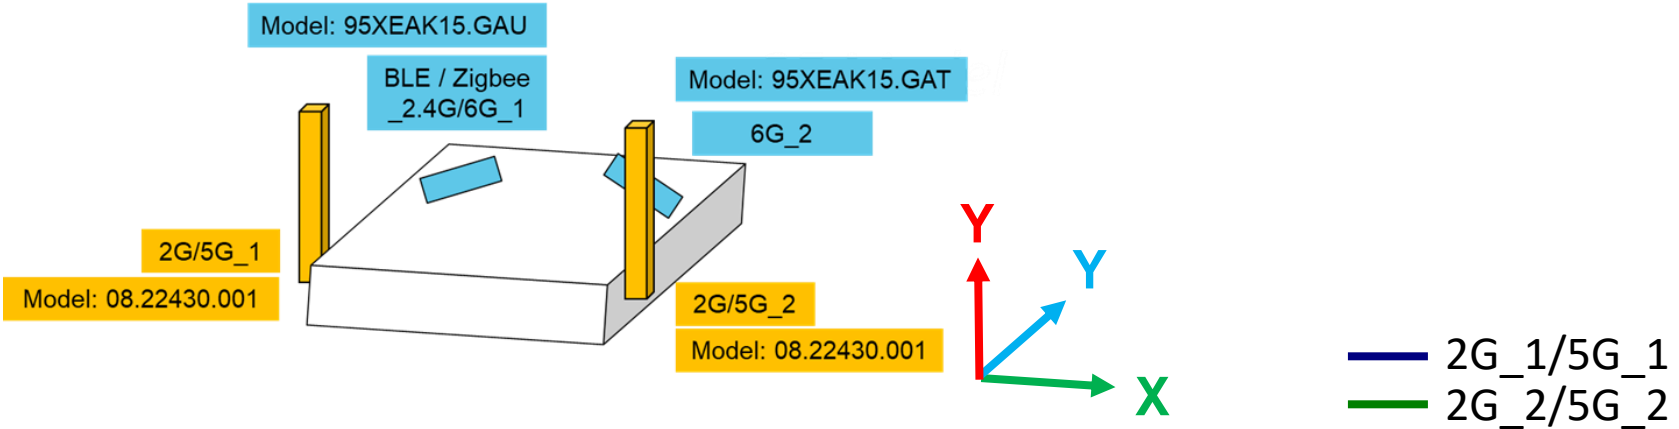 Model: 95XEAK15.GAU
BLE / Zigbee
_2.4G/6G_1
Model: 95XEAK15.GAT
6G_2
2G/5G_1
Model: 08.22430.001
2G/5G_2
Model: 08.22430.001
Y
Y
X
2G_1/5G_1
2G_2/5G_2